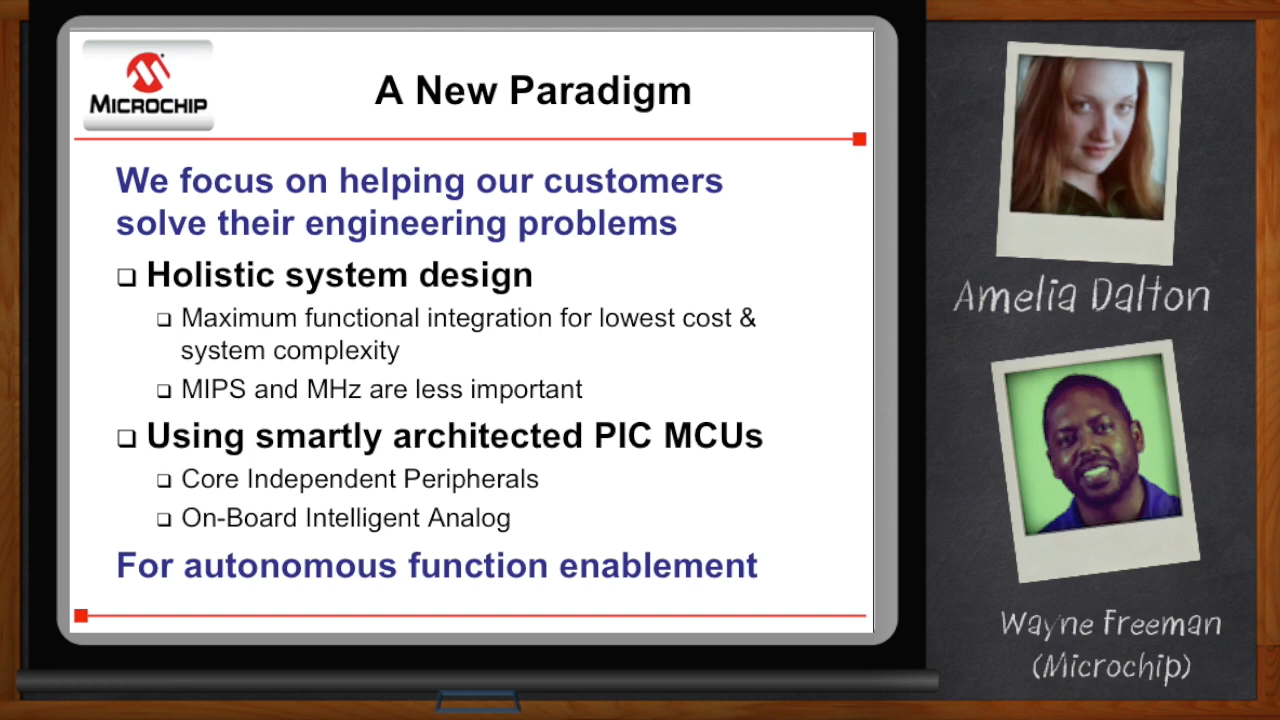 MICROCHIP
A New Paradigm
We focus on helping our customers
solve their engineering problems
❑ Holistic system design
❑ Maximum functional integration for lowest cost &
system complexity
❑ MIPS and MHz are less important
❑ Using smartly architected PIC MCUs
❑ Core Independent Peripherals
❑ On-Board Intelligent Analog
For autonomous function enablement
Amelia Dalton
Wayne Freeman
(Microchip)